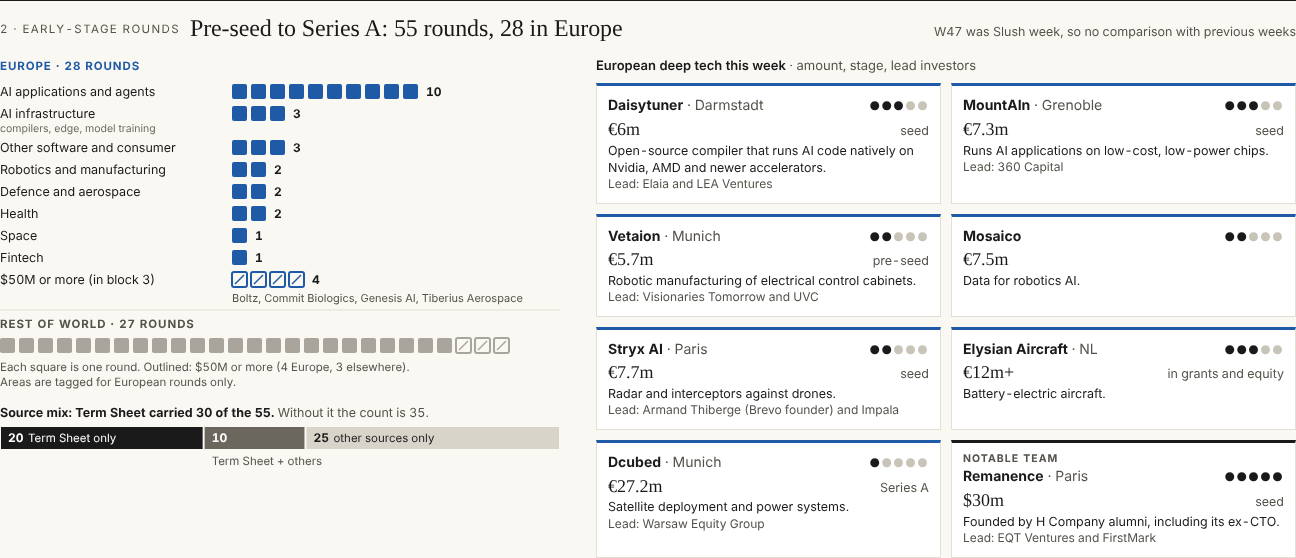 2 · EARLY-STAGE ROUNDS Pre-seed to Series A: 55 rounds, 28 in Europe
W47 was Slush week, so no comparison with previous weeks
EUROPE · 28 ROUNDS
AI applications and agents 10
AI infrastructure 3
compilers, edge, model training
Other software and consumer 3
Robotics and manufacturing 2
Defence and aerospace 2
Health 2
Space 1
Fintech 1
$50M or more (in block 3) 4
Boltz, Commit Biologics, Genesis AI, Tiberius Aerospace
REST OF WORLD · 27 ROUNDS
Each square is one round. Outlined: $50M or more (4 Europe, 3 elsewhere).
Areas are tagged for European rounds only.
Source mix: Term Sheet carried 30 of the 55. Without it the count is 35.
20 Term Sheet only 10 25 other sources only
Term Sheet + others
European deep tech this week · amount, stage, lead investors
Daisytuner · Darmstadt
€6m seed
Open-source compiler that runs AI code natively on
Nvidia, AMD and newer accelerators.
Lead: Elaia and LEA Ventures
MountAIn · Grenoble
€7.3m seed
Runs AI applications on low-cost, low-power chips.
Lead: 360 Capital
Vetaion · Munich
€5.7m pre-seed
Robotic manufacturing of electrical control cabinets.
Lead: Visionaries Tomorrow and UVC
Mosaico
€7.5m
Data for robotics AI.
Stryx AI · Paris
€7.7m seed
Radar and interceptors against drones.
Lead: Armand Thiberge (Brevo founder) and Impala
Elysian Aircraft · NL
€12m+ in grants and equity
Battery-electric aircraft.
Dcubed · Munich
€27.2m Series A
Satellite deployment and power systems.
Lead: Warsaw Equity Group
NOTABLE TEAM
Remanence · Paris
$30m seed
Founded by H Company alumni, including its ex-CTO.
Lead: EQT Ventures and FirstMark